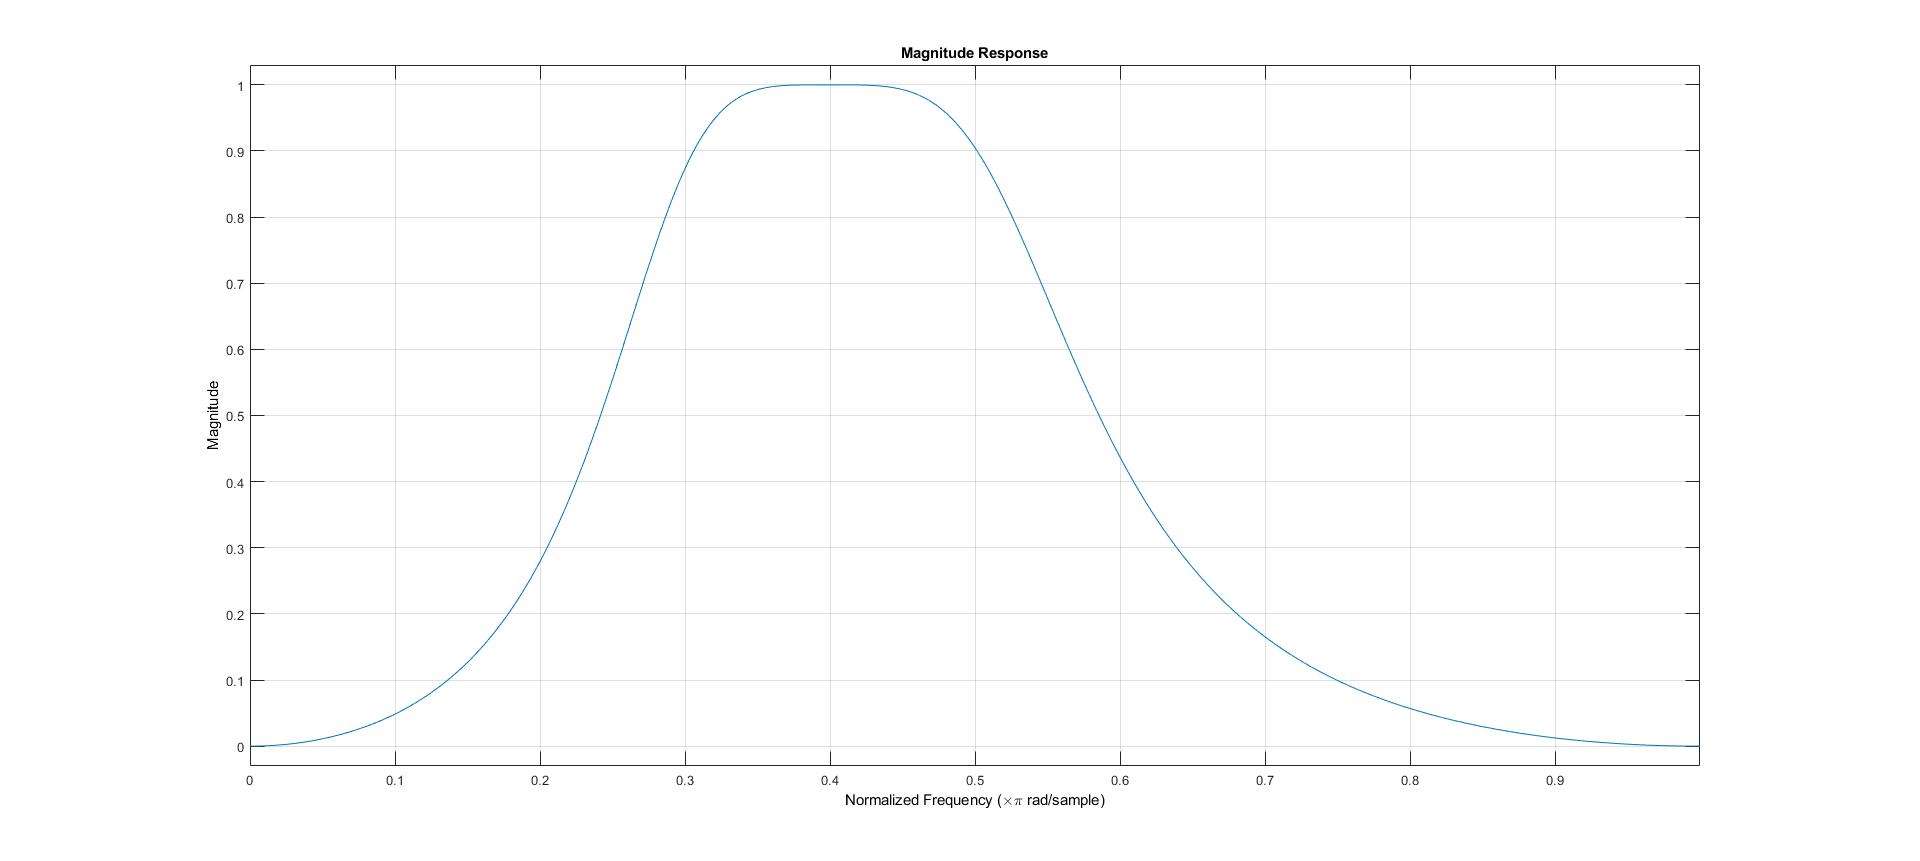 Magnitude Response
1
0.9
0.8
0.7
0.6
0.5
0.4
0.3
0.2
0.1
0
Magnitude
0 0.1 0.2 0.3 0.4 0.5 0.6 0.7 0.8 0.9
Normalized Frequency (×π rad/sample)